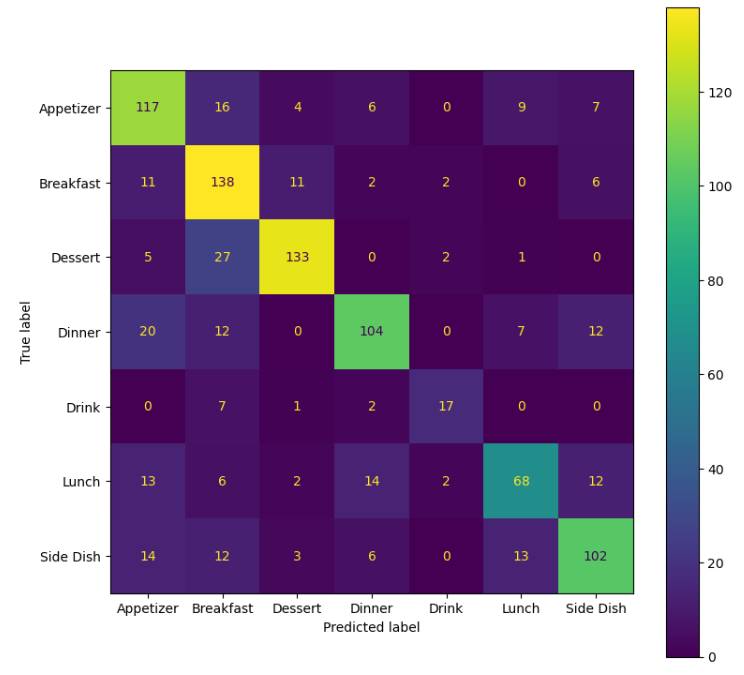 Appetizer 117 16 4 6 0 9 7
Breakfast 11 138 11 2 2 0 6
Dessert 5 27 133 0 2 1 0
Dinner 20 12 0 104 0 7 12
Drink 0 7 1 2 17 0 0
Lunch 13 6 2 14 2 68 12
Side Dish 14 12 3 6 0 13 102
Appetizer Breakfast Dessert Dinner Drink Lunch Side Dish
Predicted label
True label
120
100
80
60
40
20
0